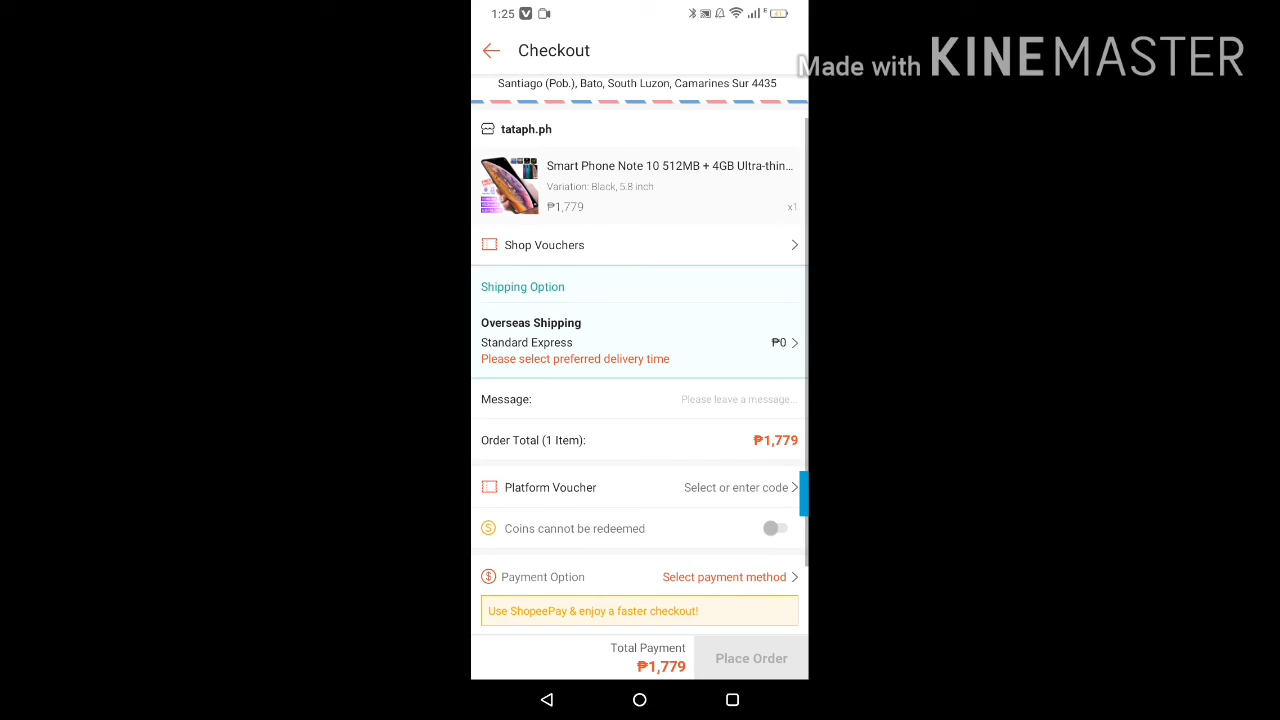 1:25
Made with KINEMASTER
Checkout
Santiago (Pob.), Bato, South Luzon, Camarines Sur 4435
tataph.ph
Smart Phone Note 10 512MB + 4GB Ultra-thin...
Variation: Black, 5.8 inch
₱1,779 x1
Shop Vouchers
Shipping Option
Overseas Shipping
Standard Express ₱0
Please select preferred delivery time
Message: Please leave a message...
Order Total (1 Item): ₱1,779
Platform Voucher Select or enter code
Coins cannot be redeemed
Payment Option Select payment method
Use ShopeePay & enjoy a faster checkout!
Total Payment
₱1,779
Place Order